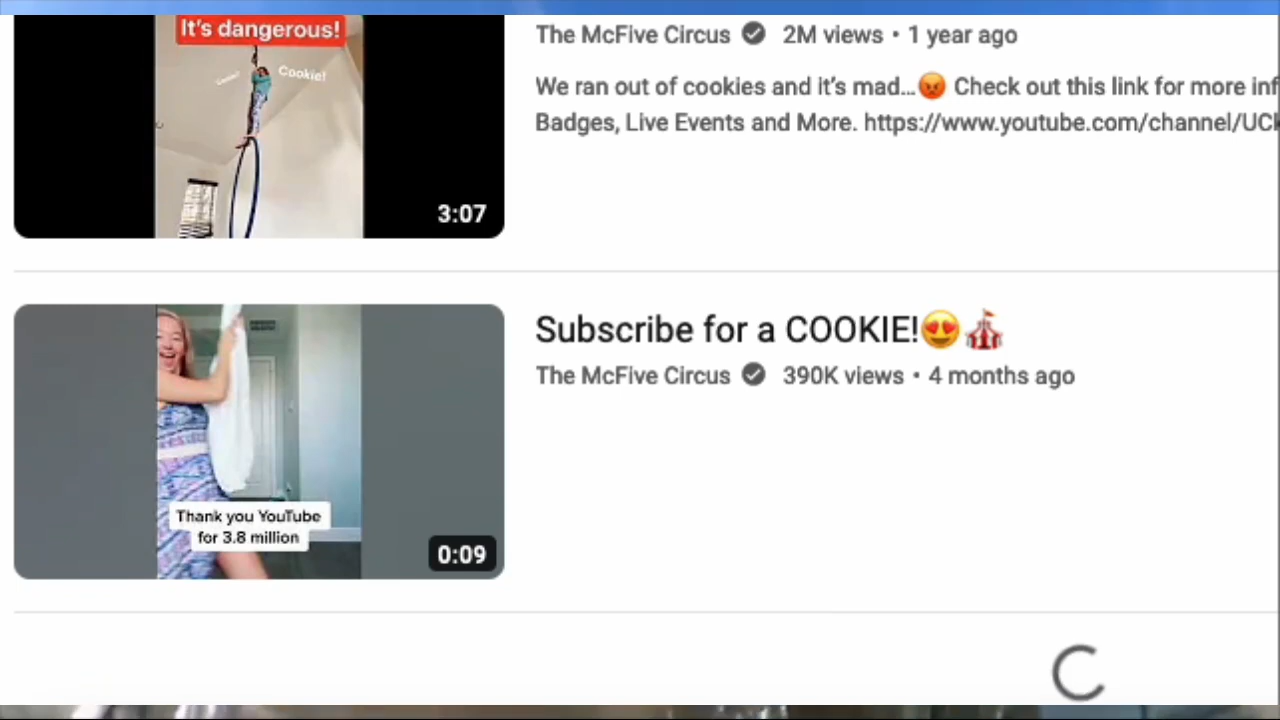 It's dangerous!
Cookie!
3:07
The McFive Circus 2M views • 1 year ago
We ran out of cookies and it's mad...😡 Check out this link for more inf
Badges, Live Events and More. https://www.youtube.com/channel/UCk
Subscribe for a COOKIE!😍🎪
The McFive Circus 390K views • 4 months ago
Thank you YouTube
for 3.8 million
0:09